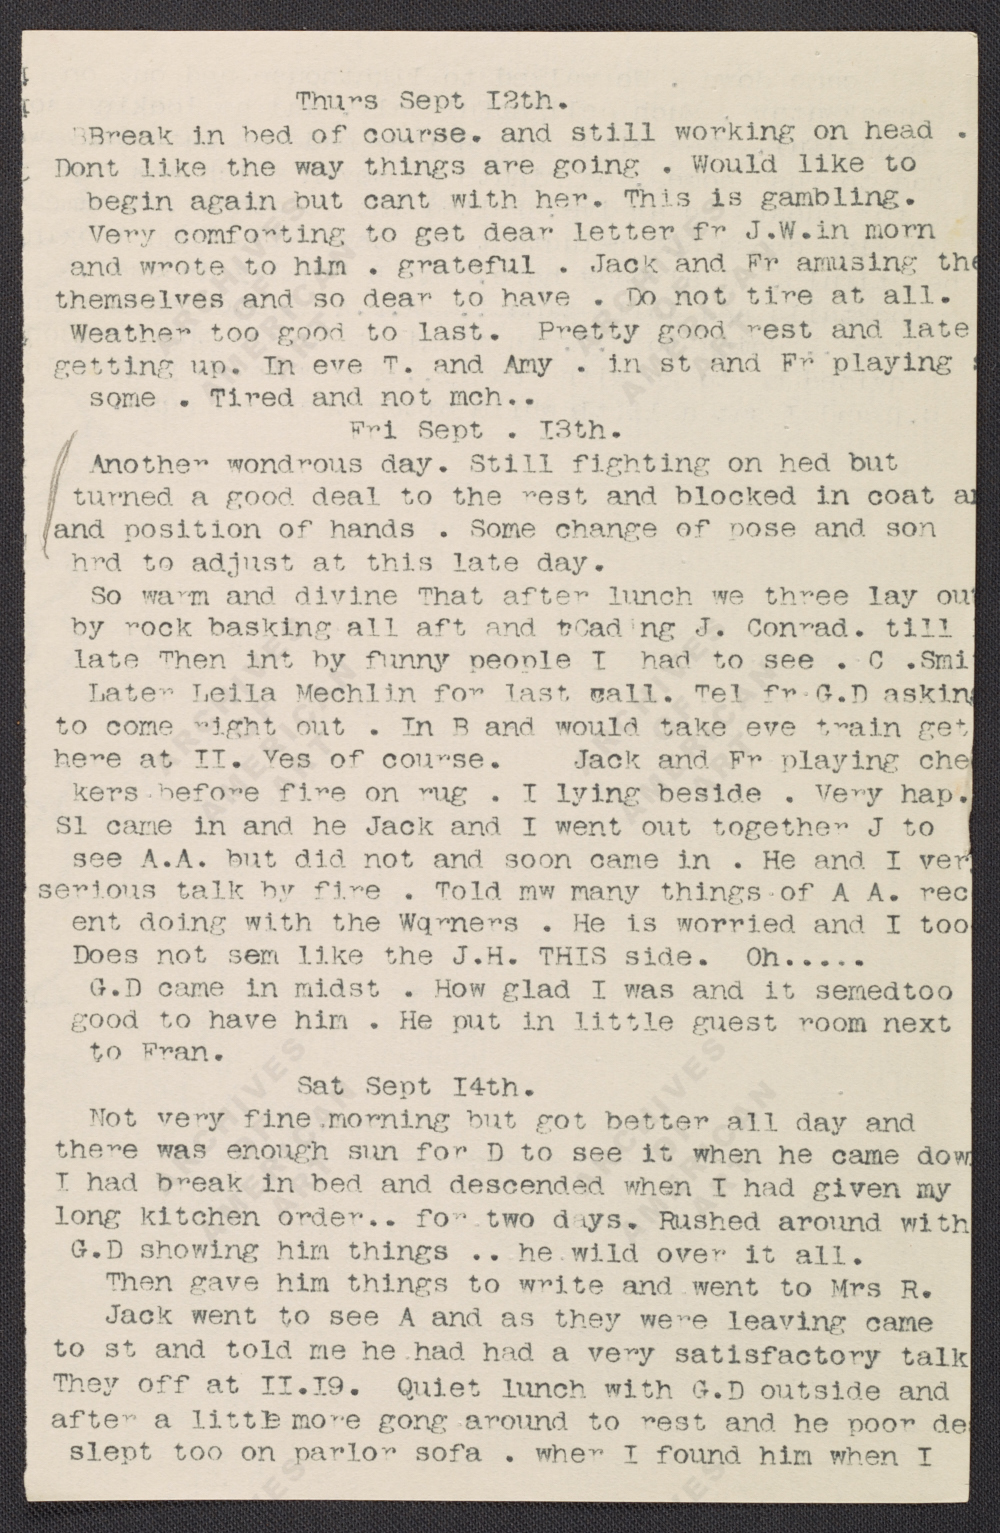 Thurs Sept I2th.
BBreak in bed of course. and still working on head .
Dont like the way things are going . Would like to
begin again but cant with her. This is gambling.
Very comforting to get dear letter fr J.W.in morn
and wrote to him . grateful . Jack and Fr amusing the
themselves and so dear to have . Do not tire at all.
Weather too good to last. Pretty good rest and late
getting up. In eve T. and Amy . in st and Fr playing
some . Tired and not mch..
Fri Sept . I3th.
Another wondrous day. Still fighting on hed but
turned a good deal to the rest and blocked in coat a
and position of hands . Some change of pose and son
hrd to adjust at this late day.
So warm and divine That after lunch we three lay out
by rock basking all aft and J. Conrad. till
late Then int by funny people I had to see . C .Smi
Later Leila Mechlin for last call. Tel fr G.D asking
to come right out . In B and would take eve train get
here at II. Yes of course. Jack and Fr playing che
kers before fire on rug . I lying beside . Very hap.
Sl came in and he Jack and I went out together J to
see A.A. but did not and soon came in . He and I ver
serious talk by fire . Told mw many things of A A. rec
ent doing with the Wqrners . He is worried and I too
Does not sem like the J.H. THIS side. Oh.....
G.D came in midst . How glad I was and it semedtoo
good to have him . He put in little guest room next
to Fran.
Sat Sept I4th.
Not very fine morning but got better all day and
there was enough sun for D to see it when he came dow
I had break in bed and descended when I had given my
long kitchen order.. for two days. Rushed around with
G.D showing him things .. he wild over it all.
Then gave him things to write and went to Mrs R.
Jack went to see A and as they were leaving came
to st and told me he had had a very satisfactory talk
They off at II.I9. Quiet lunch with G.D outside and
after a little more gong around to rest and he poor de
slept too on parlor sofa . wher I found him when I